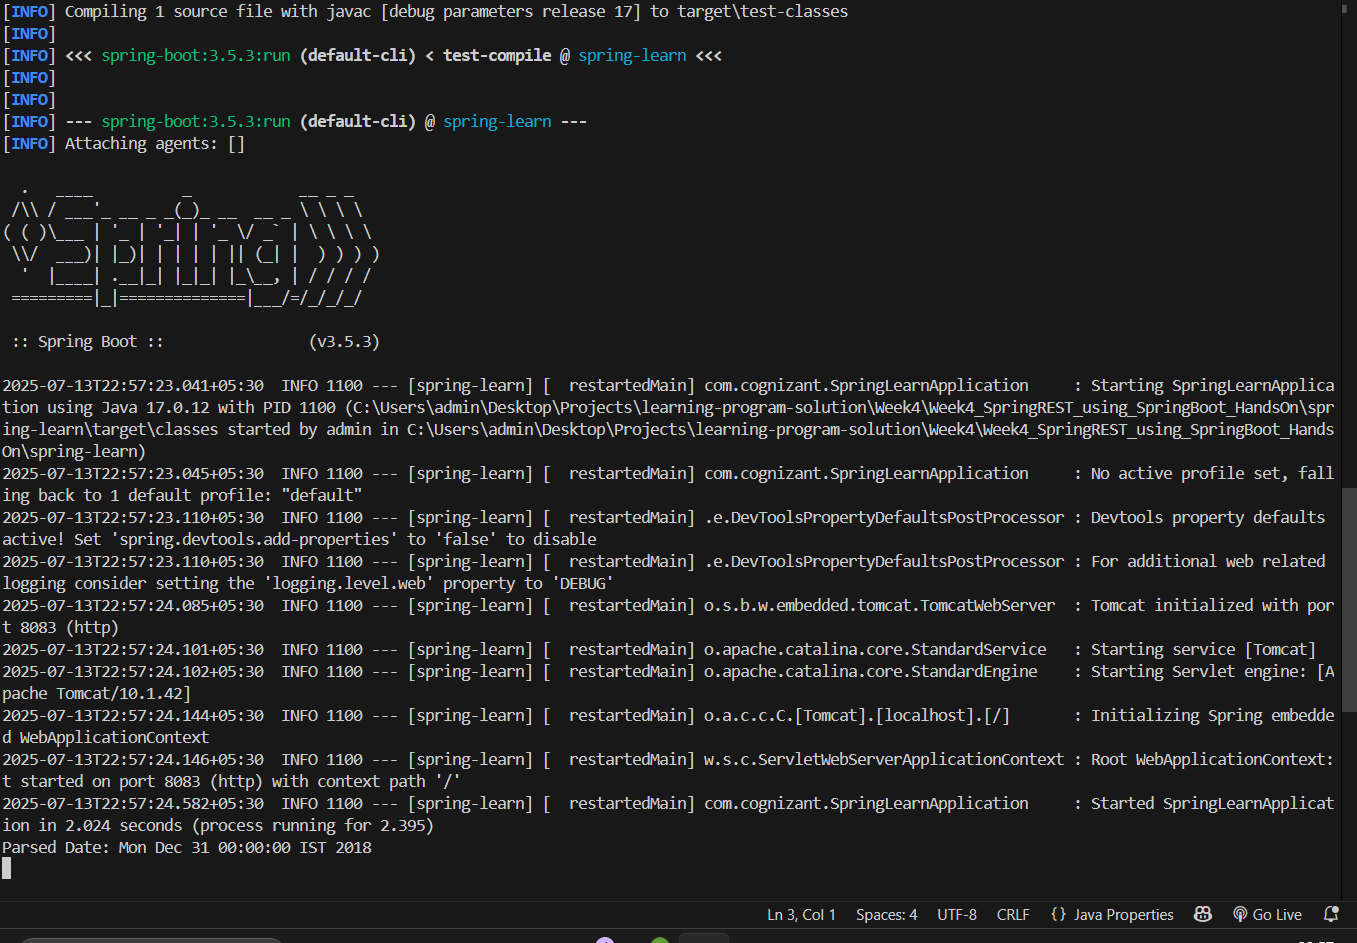 [INFO] Compiling 1 source file with javac [debug parameters release 17] to target\test-classes
[INFO]
[INFO] <<< spring-boot:3.5.3:run (default-cli) < test-compile @ spring-learn <<<
[INFO]
[INFO]
[INFO] --- spring-boot:3.5.3:run (default-cli) @ spring-learn ---
[INFO] Attaching agents: []
  .   ____          _            __ _ _
 /\\ / ___'_ __ _ _(_)_ __  __ _ \ \ \ \
( ( )\___ | '_ | '_| | '_ \/ _` | \ \ \ \
 \\/  ___)| |_)| | | | | || (_| |  ) ) ) )
  '  |____| .__|_| |_|_| |_\__, | / / / /
 =========|_|==============|___/=/_/_/_/
 :: Spring Boot ::                (v3.5.3)
2025-07-13T22:57:23.041+05:30  INFO 1100 --- [spring-learn] [  restartedMain] com.cognizant.SpringLearnApplication     : Starting SpringLearnApplica
tion using Java 17.0.12 with PID 1100 (C:\Users\admin\Desktop\Projects\learning-program-solution\Week4\Week4_SpringREST_using_SpringBoot_HandsOn\spr
ing-learn\target\classes started by admin in C:\Users\admin\Desktop\Projects\learning-program-solution\Week4\Week4_SpringREST_using_SpringBoot_Hands
On\spring-learn)
2025-07-13T22:57:23.045+05:30  INFO 1100 --- [spring-learn] [  restartedMain] com.cognizant.SpringLearnApplication     : No active profile set, fall
ing back to 1 default profile: "default"
2025-07-13T22:57:23.110+05:30  INFO 1100 --- [spring-learn] [  restartedMain] .e.DevToolsPropertyDefaultsPostProcessor : Devtools property defaults
active! Set 'spring.devtools.add-properties' to 'false' to disable
2025-07-13T22:57:23.110+05:30  INFO 1100 --- [spring-learn] [  restartedMain] .e.DevToolsPropertyDefaultsPostProcessor : For additional web related
logging consider setting the 'logging.level.web' property to 'DEBUG'
2025-07-13T22:57:24.085+05:30  INFO 1100 --- [spring-learn] [  restartedMain] o.s.b.w.embedded.tomcat.TomcatWebServer  : Tomcat initialized with por
t 8083 (http)
2025-07-13T22:57:24.101+05:30  INFO 1100 --- [spring-learn] [  restartedMain] o.apache.catalina.core.StandardService   : Starting service [Tomcat]
2025-07-13T22:57:24.102+05:30  INFO 1100 --- [spring-learn] [  restartedMain] o.apache.catalina.core.StandardEngine    : Starting Servlet engine: [A
pache Tomcat/10.1.42]
2025-07-13T22:57:24.144+05:30  INFO 1100 --- [spring-learn] [  restartedMain] o.a.c.c.C.[Tomcat].[localhost].[/]       : Initializing Spring embedde
d WebApplicationContext
2025-07-13T22:57:24.146+05:30  INFO 1100 --- [spring-learn] [  restartedMain] w.s.c.ServletWebServerApplicationContext : Root WebApplicationContext:
t started on port 8083 (http) with context path '/'
2025-07-13T22:57:24.582+05:30  INFO 1100 --- [spring-learn] [  restartedMain] com.cognizant.SpringLearnApplication     : Started SpringLearnApplicat
ion in 2.024 seconds (process running for 2.395)
Parsed Date: Mon Dec 31 00:00:00 IST 2018
Ln 3, Col 1 Spaces: 4 UTF-8 CRLF {} Java Properties Go Live